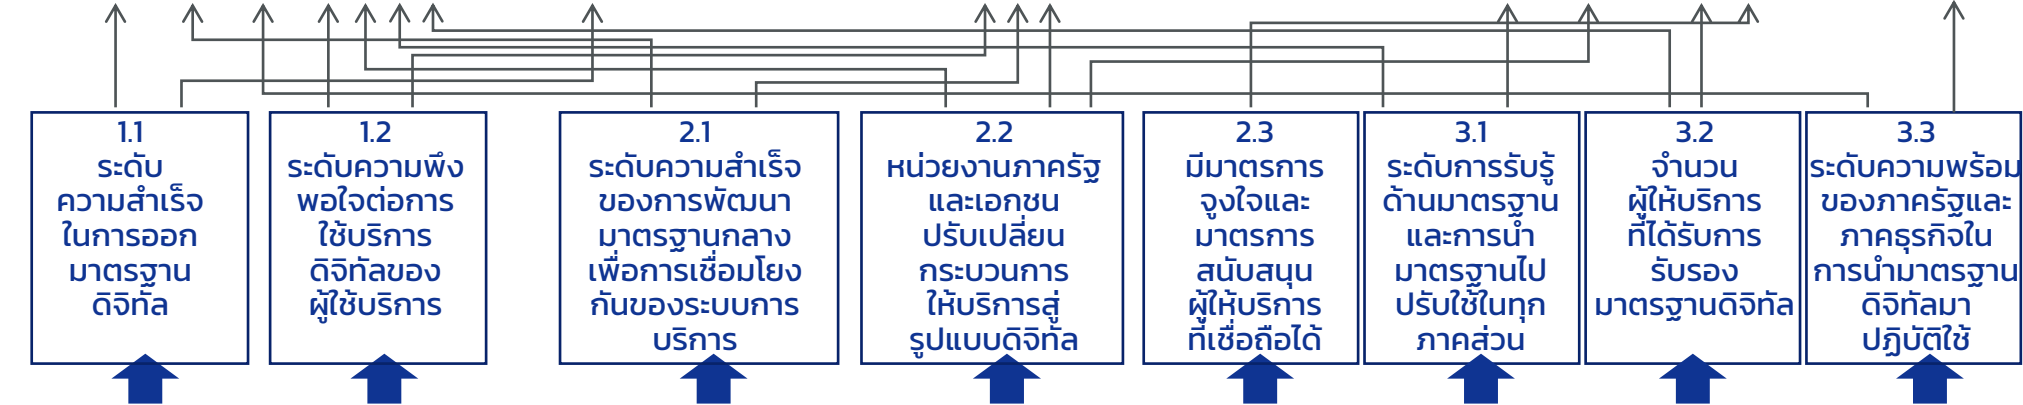 1.1
ระดับ
ความสำเร็จ
ในการออก
มาตรฐาน
ดิจิทัล
1.2
ระดับความพึง
พอใจต่อการ
ใช้บริการ
ดิจิทัลของ
ผู้ใช้บริการ
2.1
ระดับความสำเร็จ
ของการพัฒนา
มาตรฐานกลาง
เพื่อการเชื่อมโยง
กันของระบบการ
บริการ
2.2
หน่วยงานภาครัฐ
และเอกชน
ปรับเปลี่ยน
กระบวนการ
ให้บริการสู่
รูปแบบดิจิทัล
2.3
มีมาตรการ
จูงใจและ
มาตรการ
สนับสนุน
ผู้ให้บริการ
ที่เชื่อถือได้
3.1
ระดับการรับรู้
ด้านมาตรฐาน
และการนำ
มาตรฐานไป
ปรับใช้ในทุก
ภาคส่วน
3.2
จำนวน
ผู้ให้บริการ
ที่ได้รับการ
รับรอง
มาตรฐานดิจิทัล
3.3
ระดับความพร้อม
ของภาครัฐและ
ภาคธุรกิจใน
การนำมาตรฐาน
ดิจิทัลมา
ปฏิบัติใช้